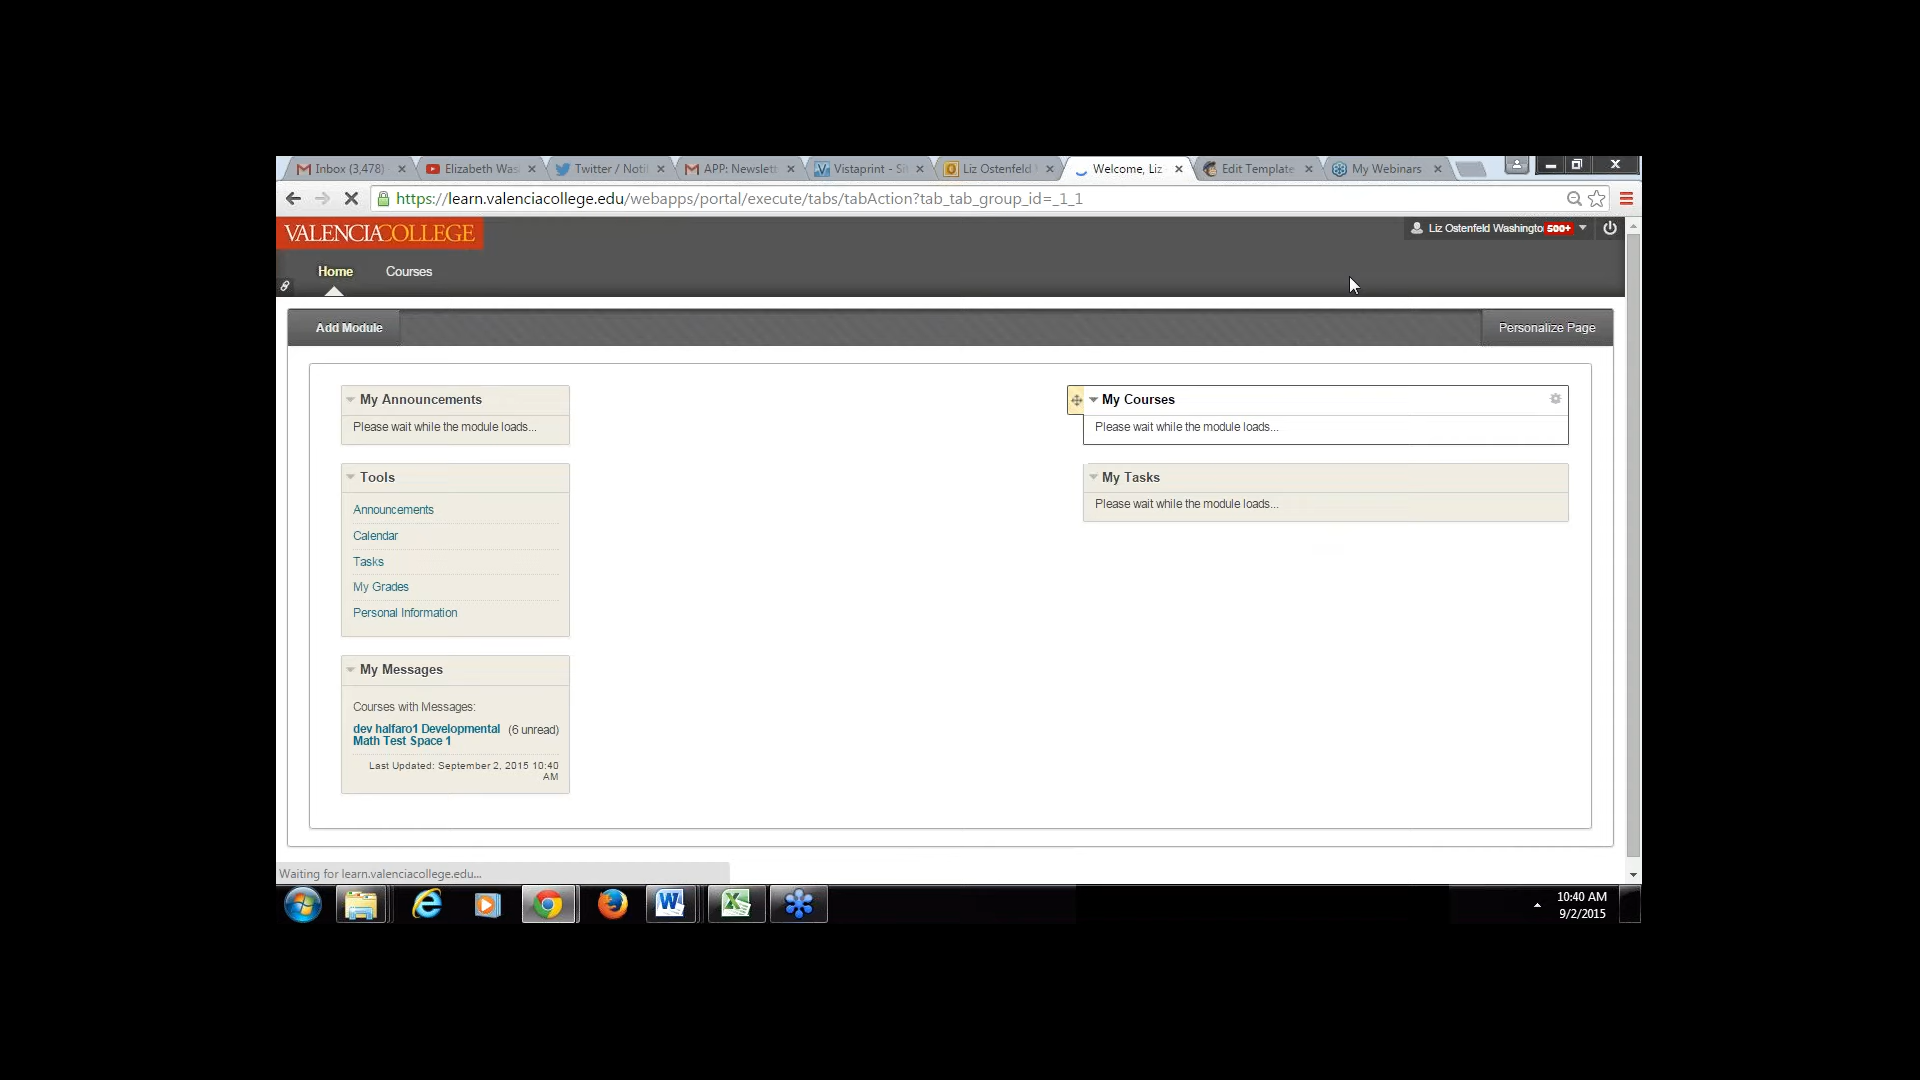 Inbox (3,478)
Elizabeth Was
Twitter / Noti
APP: Newslett
Vistaprint - Si
Liz Ostenfeld
Welcome, Liz
Edit Template
My Webinars
https://learn.valenciacollege.edu/webapps/portal/execute/tabs/tabAction?tab_tab_group_id=_1_1
VALENCIACOLLEGE
Liz Ostenfeld Washingto 500+
Home
Courses
Add Module
Personalize Page
My Announcements
Please wait while the module loads...
My Courses
Please wait while the module loads...
Tools
Announcements
Calendar
Tasks
My Grades
Personal Information
My Tasks
Please wait while the module loads...
My Messages
Courses with Messages:
dev halfaro1 Developmental (6 unread)
Math Test Space 1
Last Updated: September 2, 2015 10:40
AM
Waiting for learn.valenciacollege.edu...
10:40 AM
9/2/2015